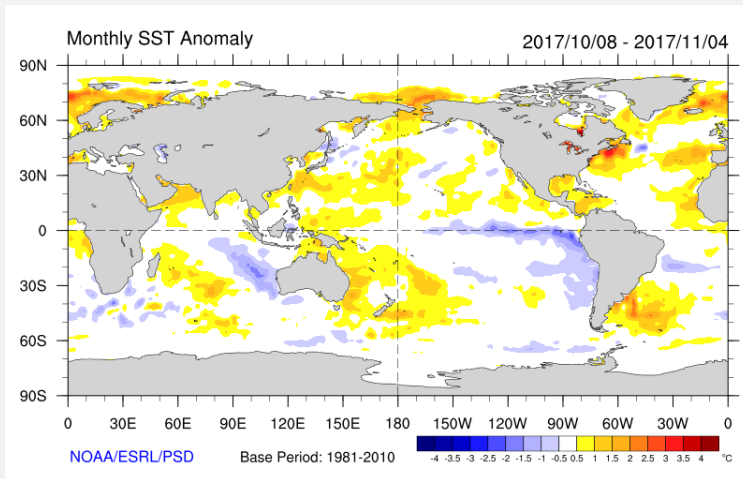 Monthly SST Anomaly 2017/10/08 - 2017/11/04
90N
60N
30N
0
30S
60S
90S
0 30E 60E 90E 120E 150E 180 150W 120W 90W 60W 30W 0
NOAA/ESRL/PSD Base Period: 1981-2010
-4 -3.5 -3 -2.5 -2 -1.5 -1 -0.5 0.5 1 1.5 2 2.5 3 3.5 4 °C